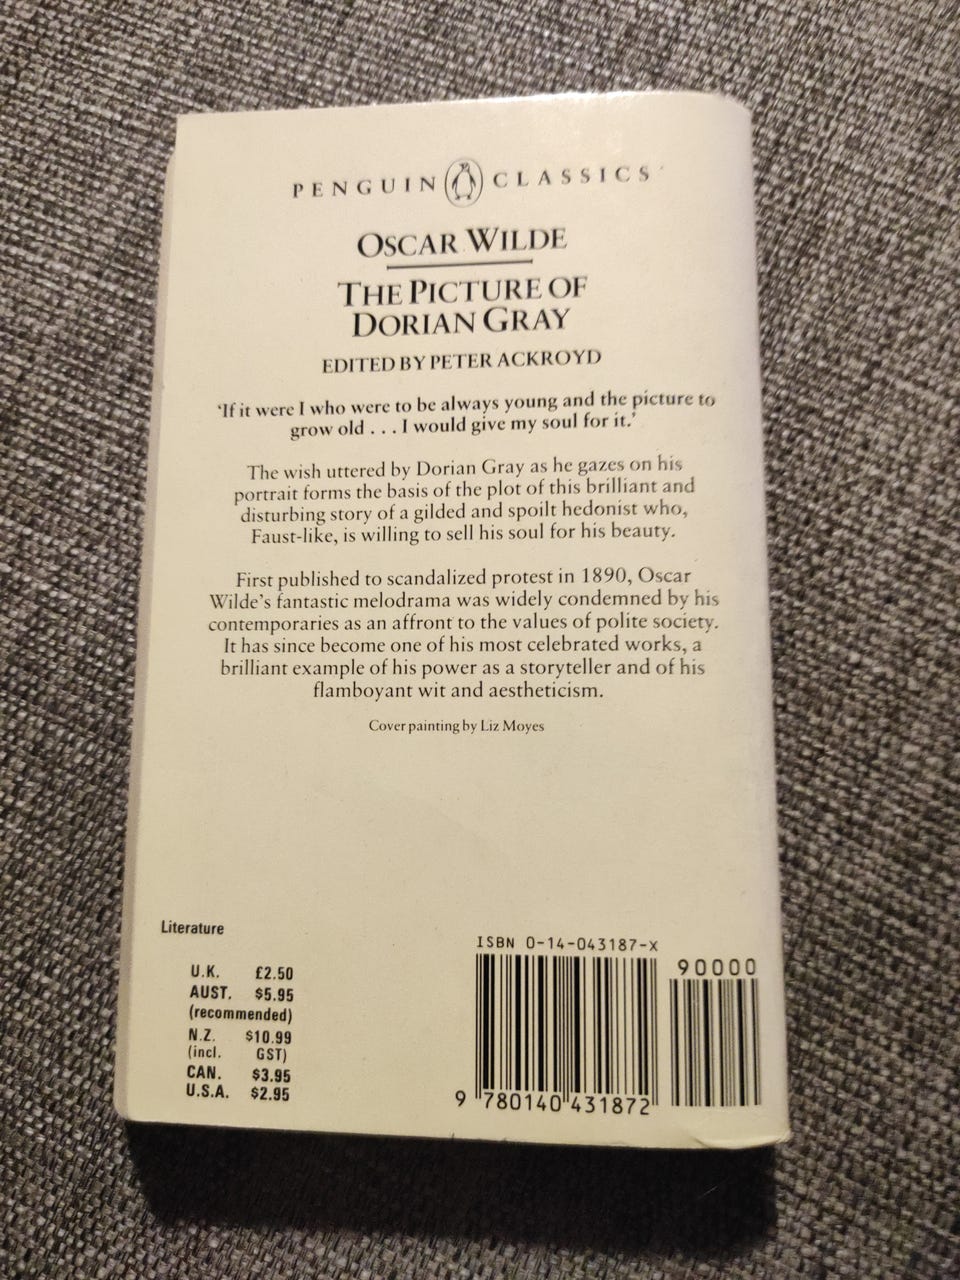 PENGUIN CLASSICS
OSCAR WILDE
THE PICTURE OF
DORIAN GRAY
EDITED BY PETER ACKROYD
‘If it were I who were to be always young and the picture to
grow old . . . I would give my soul for it.’
The wish uttered by Dorian Gray as he gazes on his
portrait forms the basis of the plot of this brilliant and
disturbing story of a gilded and spoilt hedonist who,
Faust-like, is willing to sell his soul for his beauty.
First published to scandalized protest in 1890, Oscar
Wilde’s fantastic melodrama was widely condemned by his
contemporaries as an affront to the values of polite society.
It has since become one of his most celebrated works, a
brilliant example of his power as a storyteller and of his
flamboyant wit and aestheticism.
Cover painting by Liz Moyes
Literature
U.K. £2.50
AUST. $5.95
(recommended)
N.Z. $10.99
(incl. GST)
CAN. $3.95
U.S.A. $2.95
ISBN 0-14-043187-X
90000
9 780140 431872